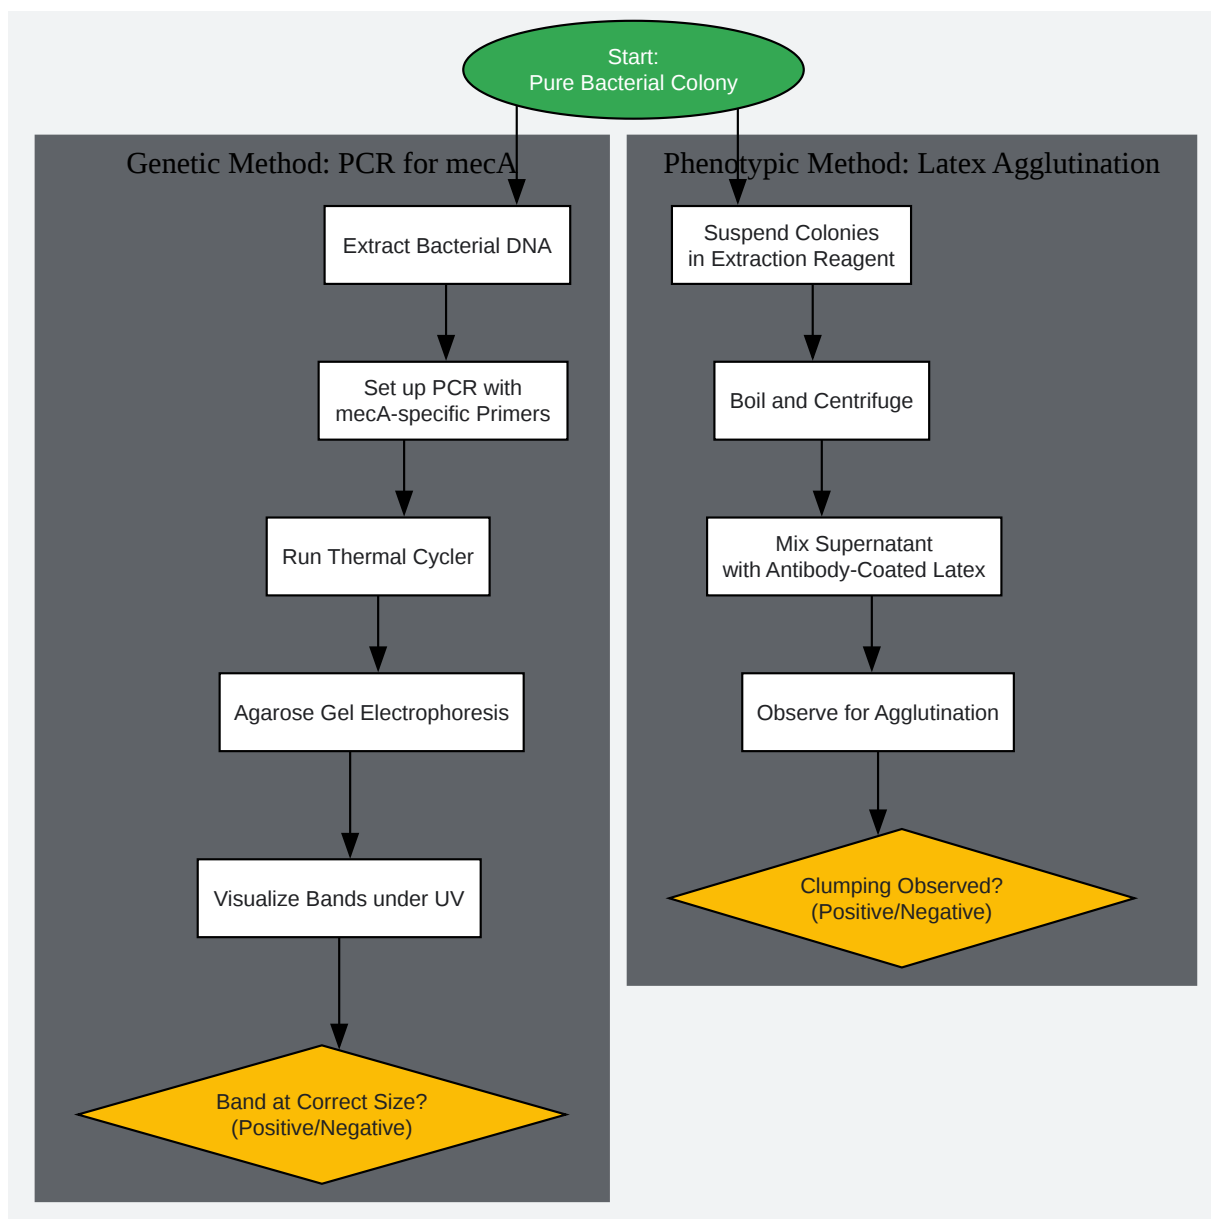 Start:
Pure Bacterial Colony
Genetic Method: PCR for mecA
Extract Bacterial DNA
Set up PCR with
mecA-specific Primers
Run Thermal Cycler
Agarose Gel Electrophoresis
Visualize Bands under UV
Band at Correct Size?
(Positive/Negative)
Phenotypic Method: Latex Agglutination
Suspend Colonies
in Extraction Reagent
Boil and Centrifuge
Mix Supernatant
with Antibody-Coated Latex
Observe for Agglutination
Clumping Observed?
(Positive/Negative)